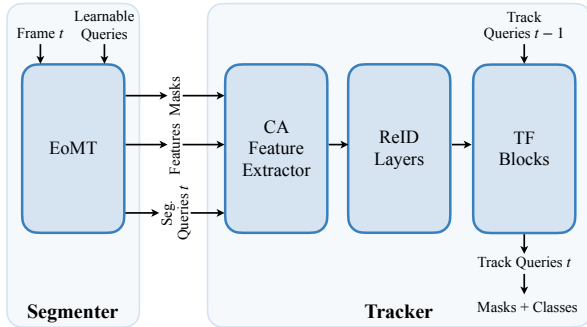 Frame t
Learnable
Queries
EoMT
Masks
Features
Seg.
Queries t
CA
Feature
Extractor
ReID
Layers
Track
Queries t − 1
TF
Blocks
Track Queries t
Masks + Classes
Segmenter
Tracker